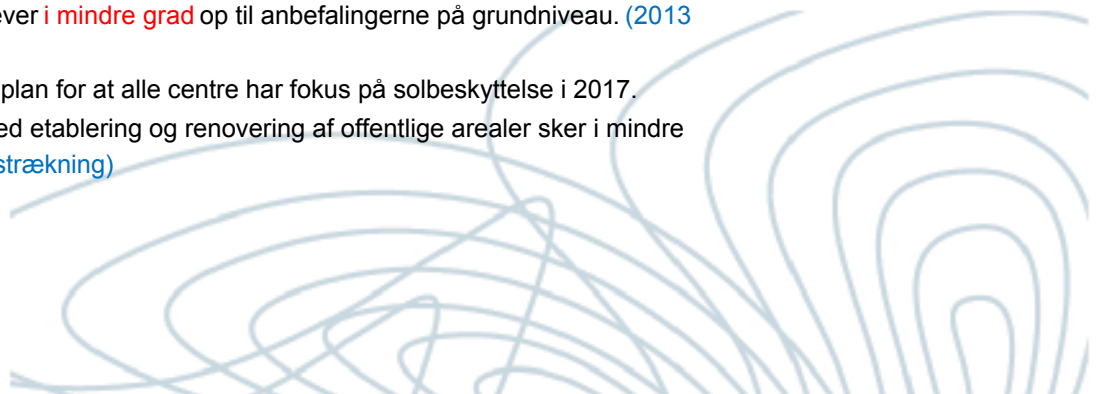 ever i mindre grad op til anbefalingerne på grundniveau. (2013
plan for at alle centre har fokus på solbeskyttelse i 2017.
ed etablering og renovering af offentlige arealer sker i mindre
strækning)